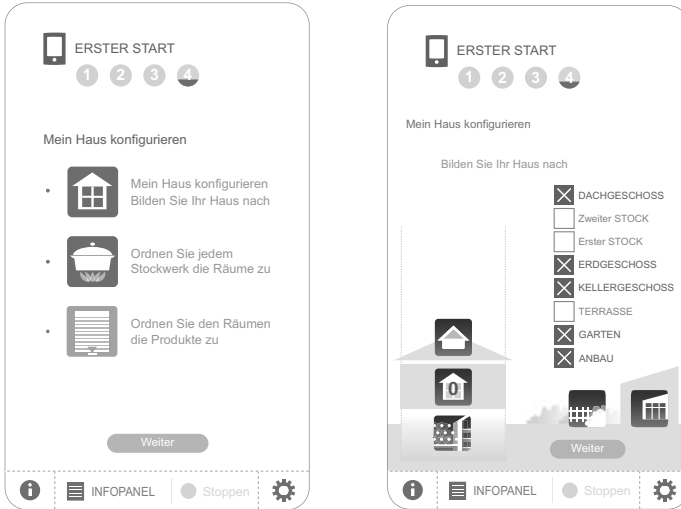 ERSTER START
1 2 3 4
Mein Haus konfigurieren
Mein Haus konfigurieren
Bilden Sie Ihr Haus nach
Ordnen Sie jedem
Stockwerk die Räume zu
Ordnen Sie den Räumen
die Produkte zu
Weiter
INFOPANEL
Stoppen
ERSTER START
1 2 3 4
Mein Haus konfigurieren
Bilden Sie Ihr Haus nach
DACHGESCHOSS
Zweiter STOCK
Erster STOCK
ERDGESCHOSS
KELLERGESCHOSS
TERRASSE
GARTEN
ANBAU
0
Weiter
INFOPANEL
Stoppen